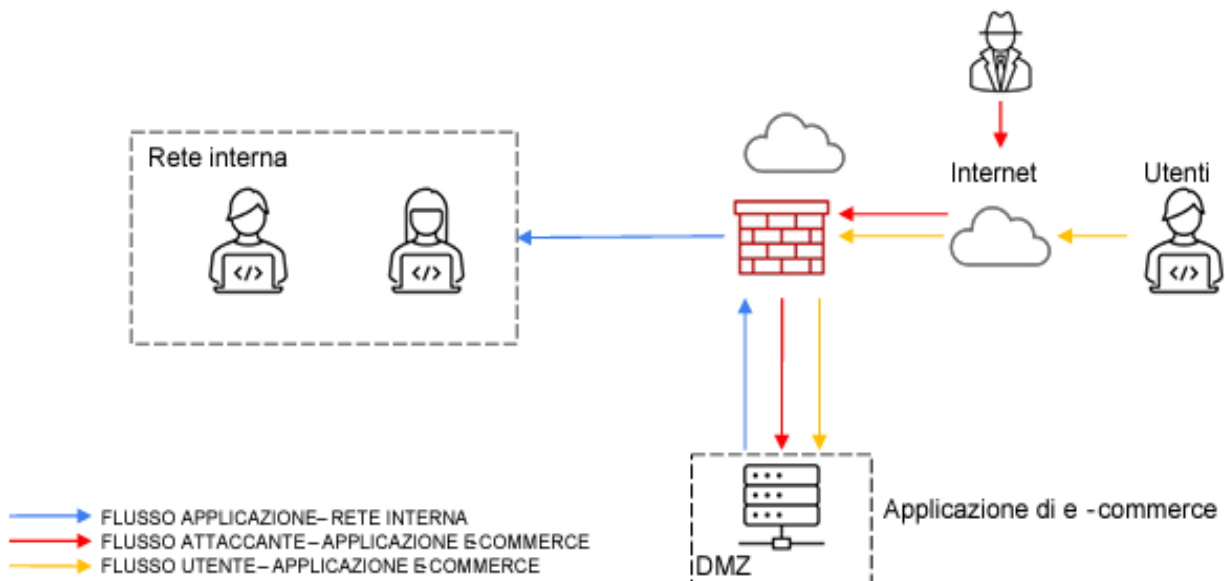 Rete interna
Internet
Utenti
Applicazione di e -commerce
DMZ
FLUSSO APPLICAZIONE– RETE INTERNA
FLUSSO ATTACCANTE– APPLICAZIONE E-COMMERCE
FLUSSO UTENTE– APPLICAZIONE E-COMMERCE